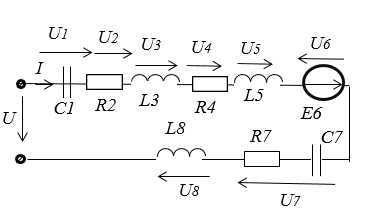 U1 U2 U3 U4 U5 U6
I
C1 R2 L3 R4 L5 E6
U L8 R7 C7
U8 U7